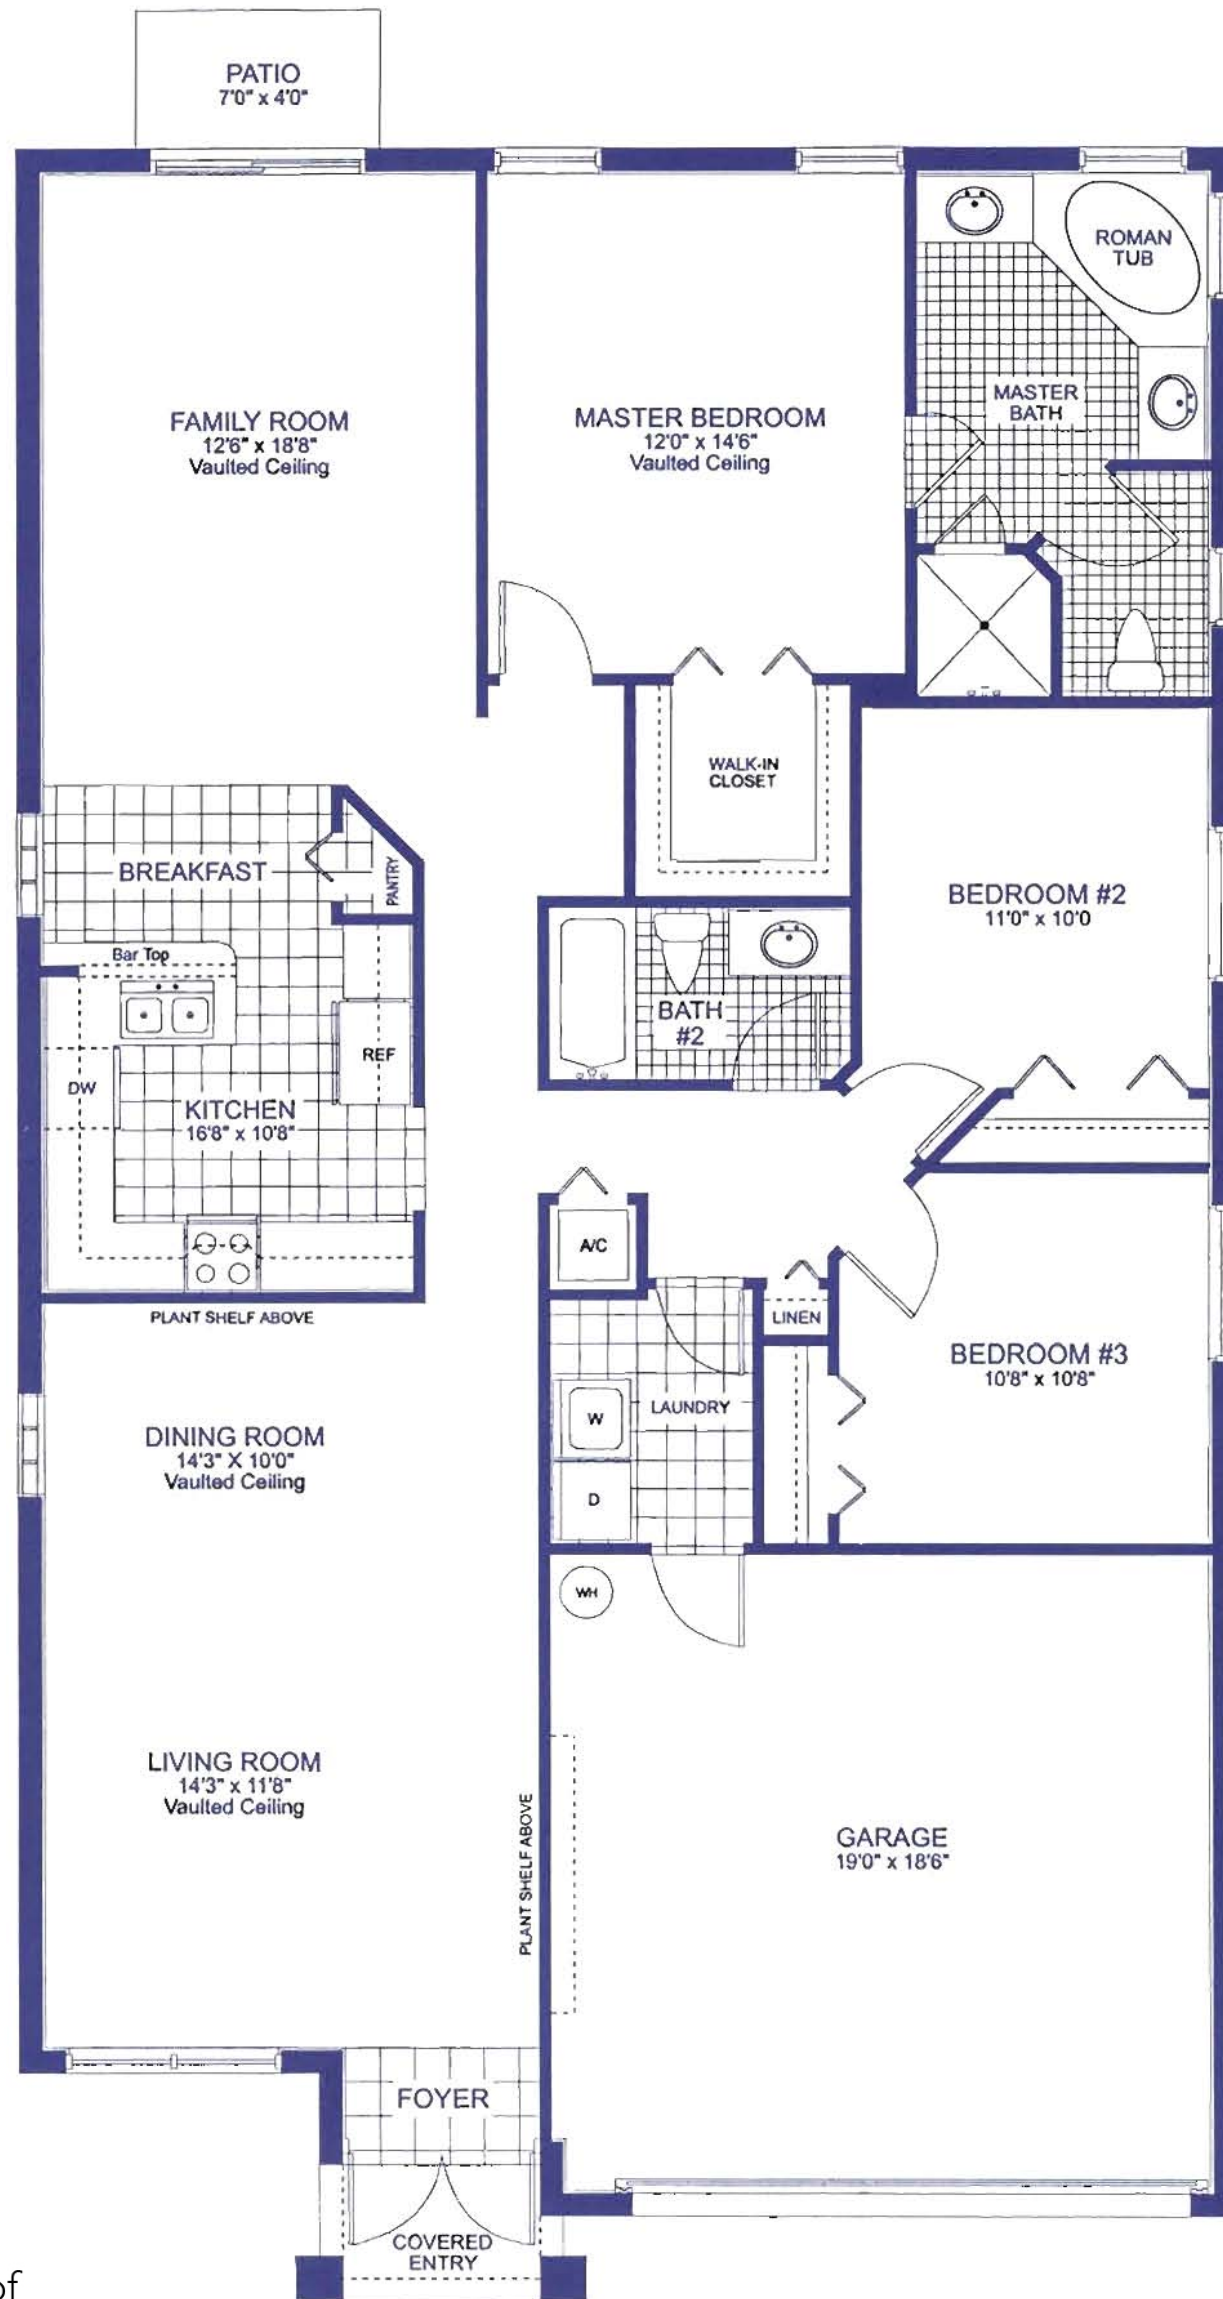 PATIO
7'0" x 4'0"
ROMAN
TUB
FAMILY ROOM
12'6" x 18'8"
Vaulted Ceiling
MASTER BEDROOM
12'0" x 14'6"
Vaulted Ceiling
MASTER
BATH
WALK-IN
CLOSET
BREAKFAST
PANTRY
BEDROOM #2
11'0" x 10'0
Bar Top
BATH
#2
REF
DW
KITCHEN
16'8" x 10'8"
A/C
PLANT SHELF ABOVE
LINEN
BEDROOM #3
10'8" x 10'8"
LAUNDRY
W
D
DINING ROOM
14'3" X 10'0"
Vaulted Ceiling
WH
LIVING ROOM
14'3" x 11'8"
Vaulted Ceiling
PLANT SHELF ABOVE
GARAGE
19'0" x 18'6"
FOYER
COVERED
ENTRY
of